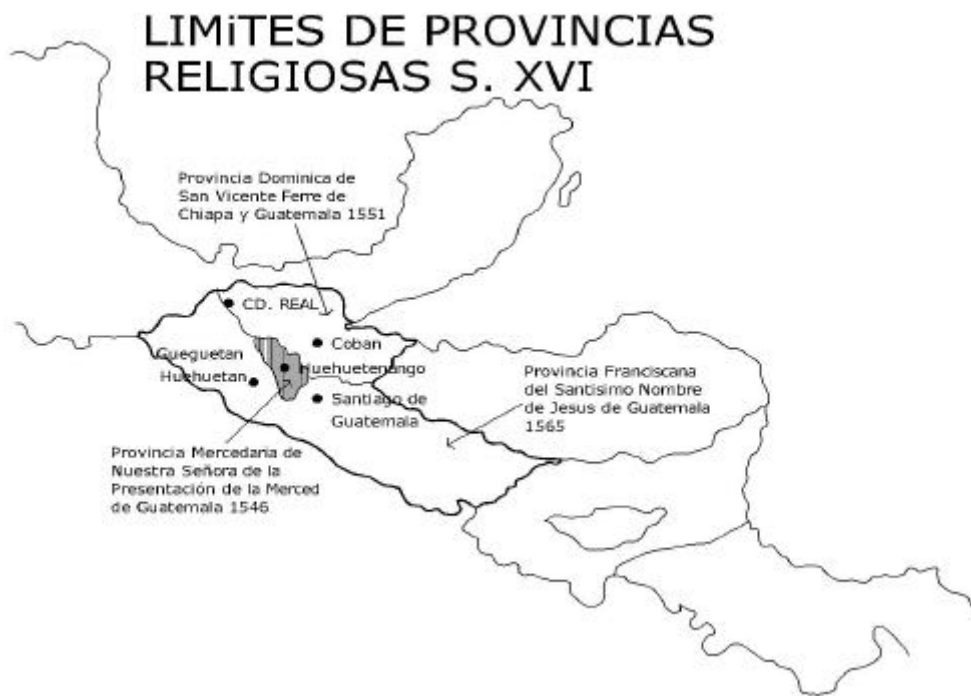 LIMiTES DE PROVINCIAS
RELIGIOSAS S. XVI
Provincia Dominica de
San Vicente Ferre de
Chiapa y Guatemala 1551
CD. REAL
Coban
Gueguetan
Huehuetenango
Huehuetan
Santiago de
Guatemala
Provincia Franciscana
del Santisimo Nombre
de Jesus de Guatemala
1565
Provincia Mercedaria de
Nuestra Señora de la
Presentación de la Merced
de Guatemala 1546